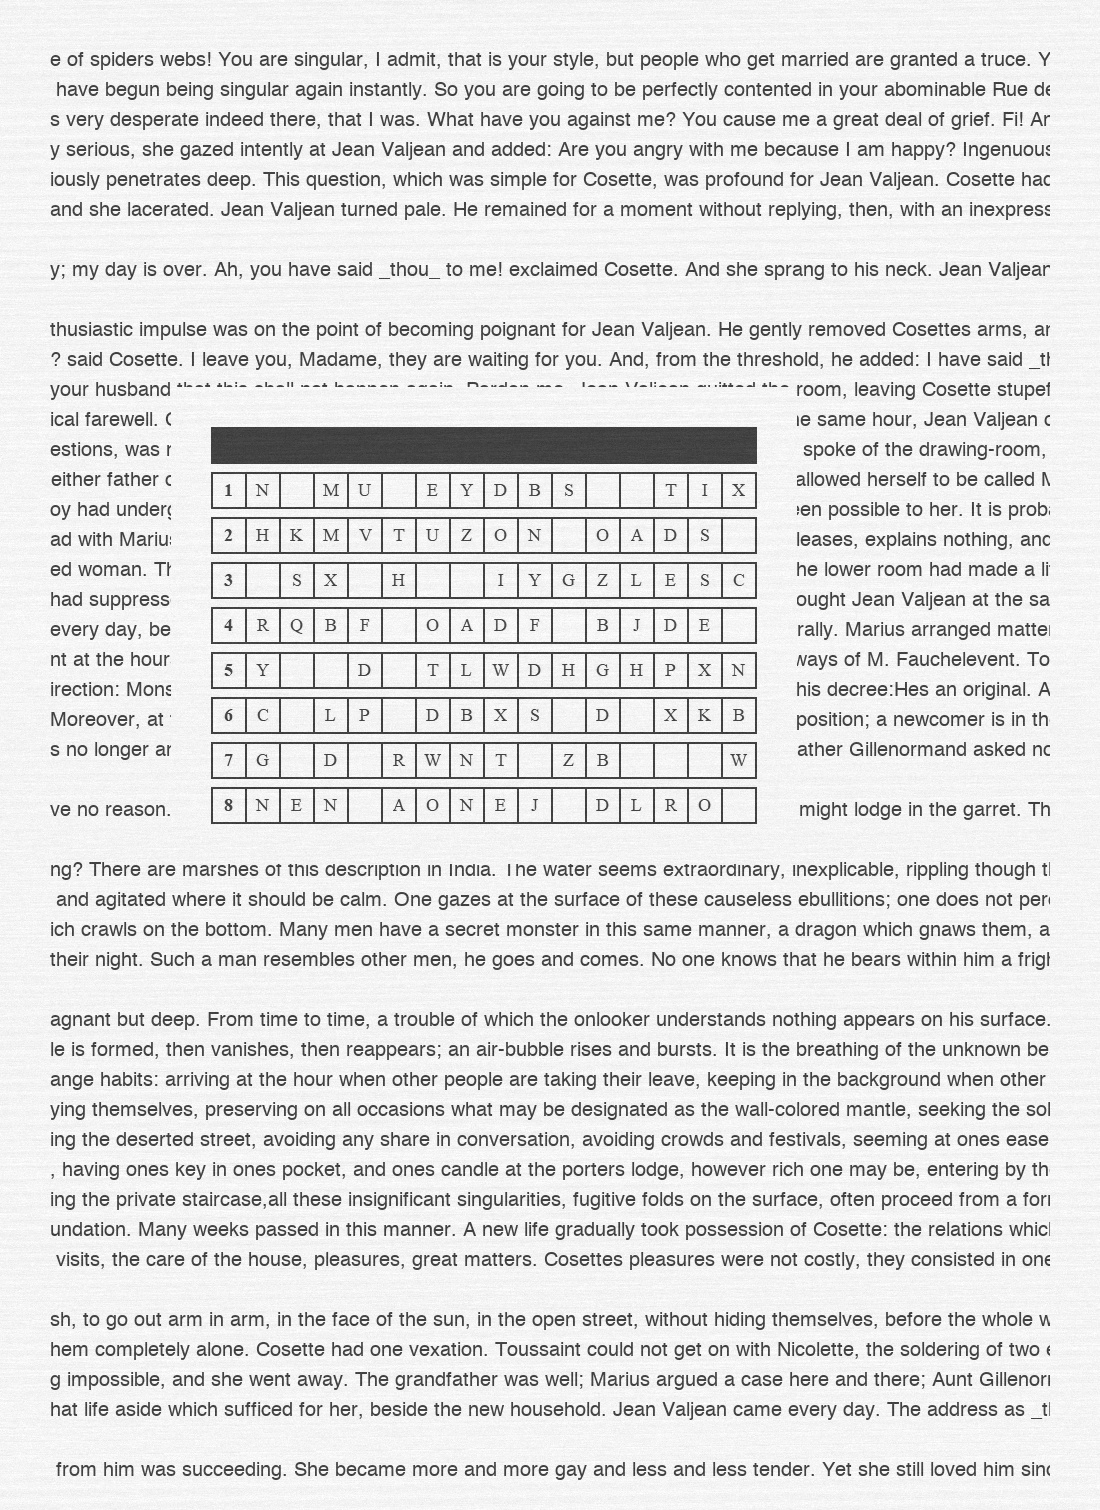 e of spiders webs! You are singular, I admit, that is your style, but people who get married are granted a truce. Y
have begun being singular again instantly. So you are going to be perfectly contented in your abominable Rue de
s very desperate indeed there, that I was. What have you against me? You cause me a great deal of grief. Fi! An
y serious, she gazed intently at Jean Valjean and added: Are you angry with me because I am happy? Ingenuous
iously penetrates deep. This question, which was simple for Cosette, was profound for Jean Valjean. Cosette had
and she lacerated. Jean Valjean turned pale. He remained for a moment without replying, then, with an inexpress
y; my day is over. Ah, you have said _thou_ to me! exclaimed Cosette. And she sprang to his neck. Jean Valjean
thusiastic impulse was on the point of becoming poignant for Jean Valjean. He gently removed Cosettes arms, an
? said Cosette. I leave you, Madame, they are waiting for you. And, from the threshold, he added: I have said _th
your husband that this shall not happen again. Pardon me. Jean Valjean quitted the room, leaving Cosette stupef
ical farewell.
estions, was
either father
oy had underg
ad with Marius
ed woman. Th
had suppress
every day, be
nt at the hour
irection: Mons
Moreover, at
s no longer an
ve no reason.
1 N M U E Y D B S T I X
2 H K M V T U Z O N O A D S
3 S X H I Y G Z L E S C
4 R Q B F O A D F B J D E
5 Y D T L W D H G H P X N
6 C L P D B X S D X K B
7 G D R W N T Z B W
8 N E N A O N E J D L R O
e same hour, Jean Valjean c
spoke of the drawing-room,
allowed herself to be called M
en possible to her. It is proba
leases, explains nothing, and
he lower room had made a li
ought Jean Valjean at the sa
rally. Marius arranged matter
ways of M. Fauchelevent. To
his decree:Hes an original. A
position; a newcomer is in the
ather Gillenormand asked no
might lodge in the garret. Th
ng? There are marshes of this description in India. The water seems extraordinary, inexplicable, rippling though th
and agitated where it should be calm. One gazes at the surface of these causeless ebullitions; one does not perc
ich crawls on the bottom. Many men have a secret monster in this same manner, a dragon which gnaws them, a
their night. Such a man resembles other men, he goes and comes. No one knows that he bears within him a frigh
agnant but deep. From time to time, a trouble of which the onlooker understands nothing appears on his surface.
le is formed, then vanishes, then reappears; an air-bubble rises and bursts. It is the breathing of the unknown be
ange habits: arriving at the hour when other people are taking their leave, keeping in the background when other
ying themselves, preserving on all occasions what may be designated as the wall-colored mantle, seeking the sol
ing the deserted street, avoiding any share in conversation, avoiding crowds and festivals, seeming at ones ease
, having ones key in ones pocket, and ones candle at the porters lodge, however rich one may be, entering by the
ing the private staircase,all these insignificant singularities, fugitive folds on the surface, often proceed from a for
undation. Many weeks passed in this manner. A new life gradually took possession of Cosette: the relations which
visits, the care of the house, pleasures, great matters. Cosettes pleasures were not costly, they consisted in one
sh, to go out arm in arm, in the face of the sun, in the open street, without hiding themselves, before the whole w
hem completely alone. Cosette had one vexation. Toussaint could not get on with Nicolette, the soldering of two e
g impossible, and she went away. The grandfather was well; Marius argued a case here and there; Aunt Gillenorm
hat life aside which sufficed for her, beside the new household. Jean Valjean came every day. The address as _th
from him was succeeding. She became more and more gay and less and less tender. Yet she still loved him sinc